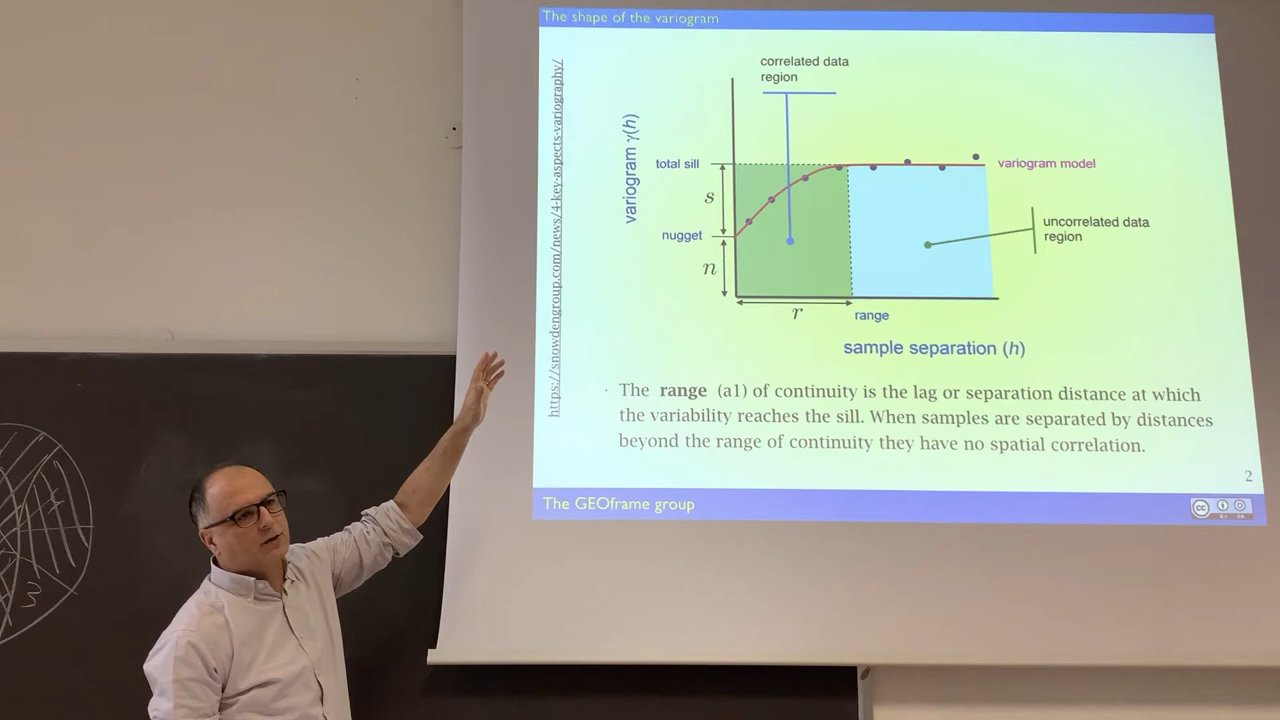 The shape of the variogram
https://snowdengroup.com/news/4-key-aspects-variography/
correlated data
region
variogram γ(h)
total sill
variogram model
s
nugget
uncorrelated data
region
n
r
range
sample separation (h)
· The range (a1) of continuity is the lag or separation distance at which
the variability reaches the sill. When samples are separated by distances
beyond the range of continuity they have no spatial correlation.
2
The GEOframe group
cc
BY
3